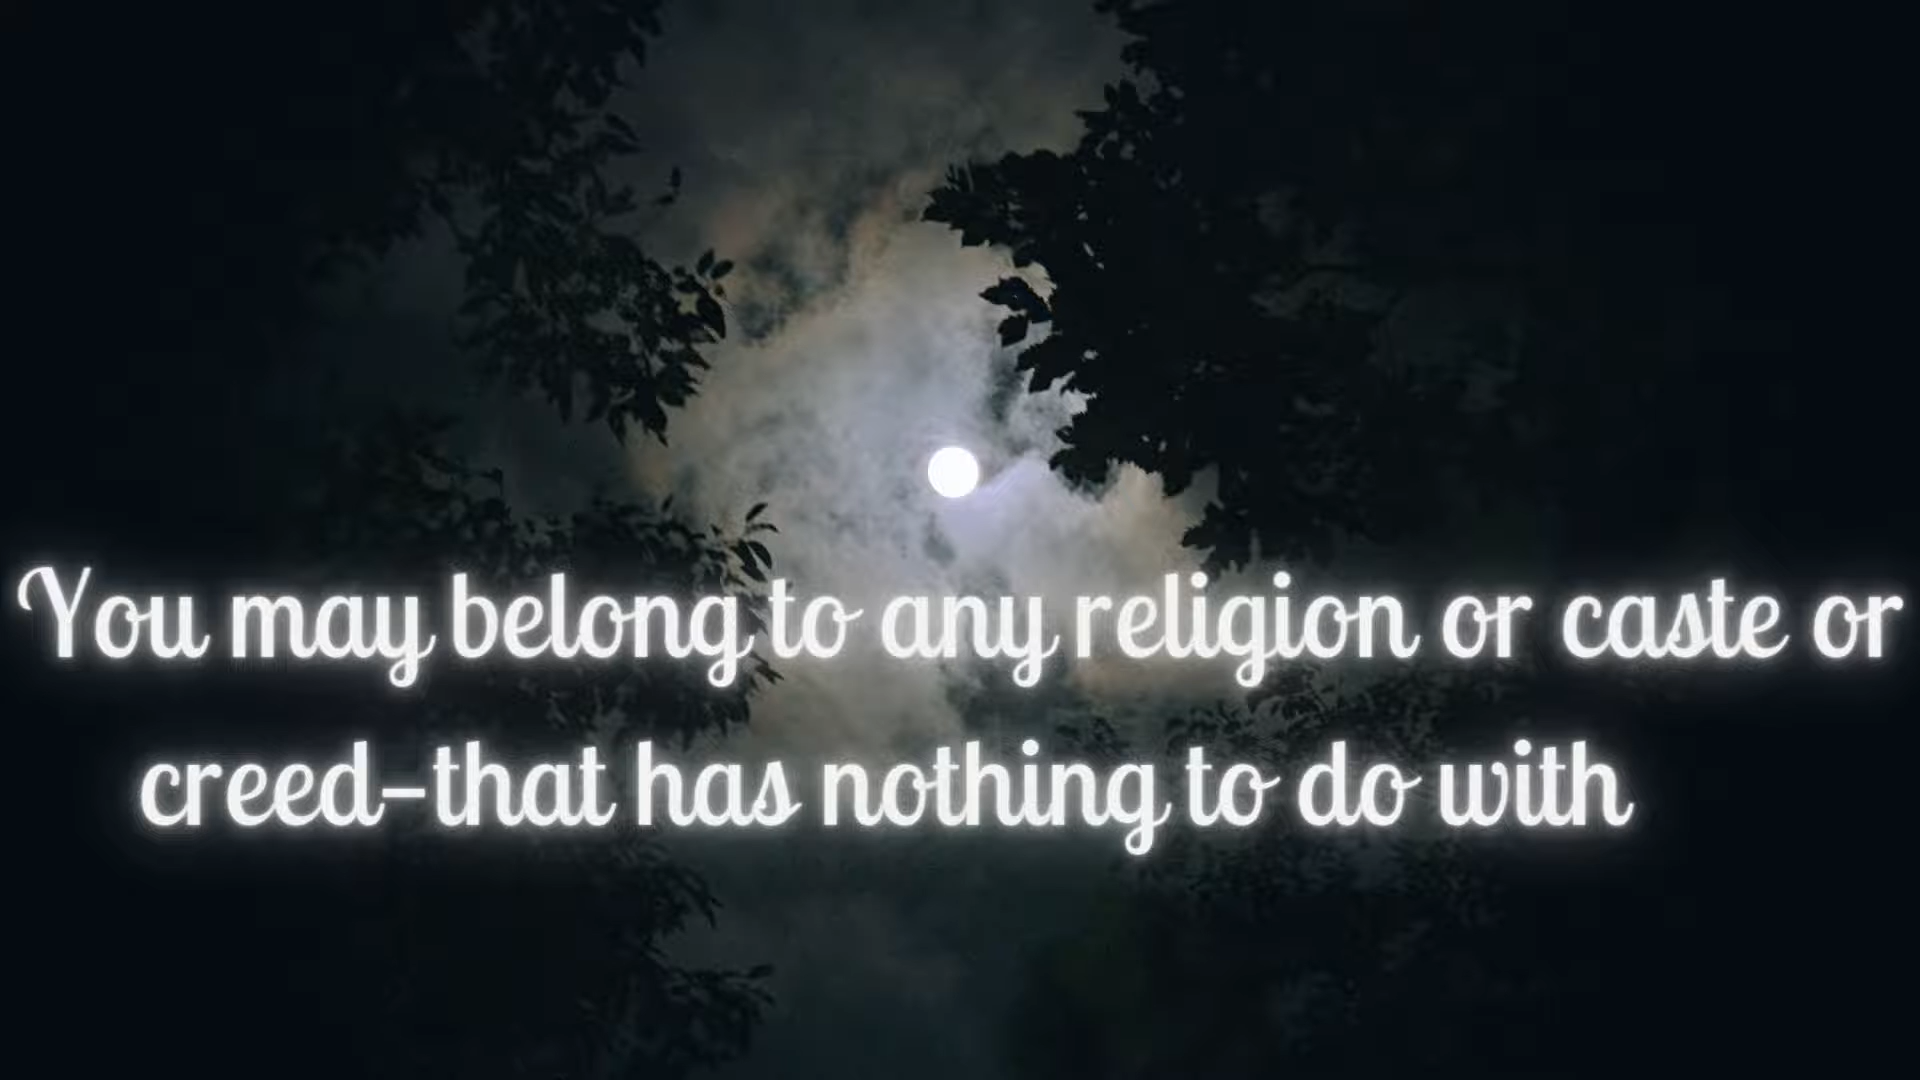 You may belong to any religion or caste or
creed-that has nothing to do with